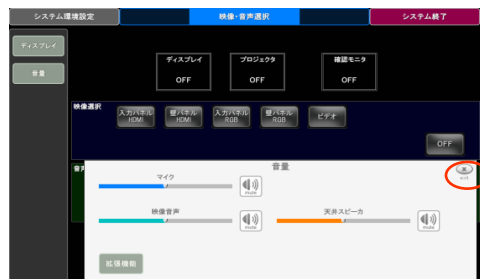 システム環境設定 映像・音声選択 システム終了
ディスプレイ
音量
ディスプレイ プロジェクタ 確認モニタ
OFF OFF OFF
映像選択
入力パネル HDMI 壁パネル HDMI 入力パネル RGB 壁パネル RGB ビデオ
OFF
音量
マイク
mute
exit
映像音声 天井スピーカ
mute mute
拡張機能